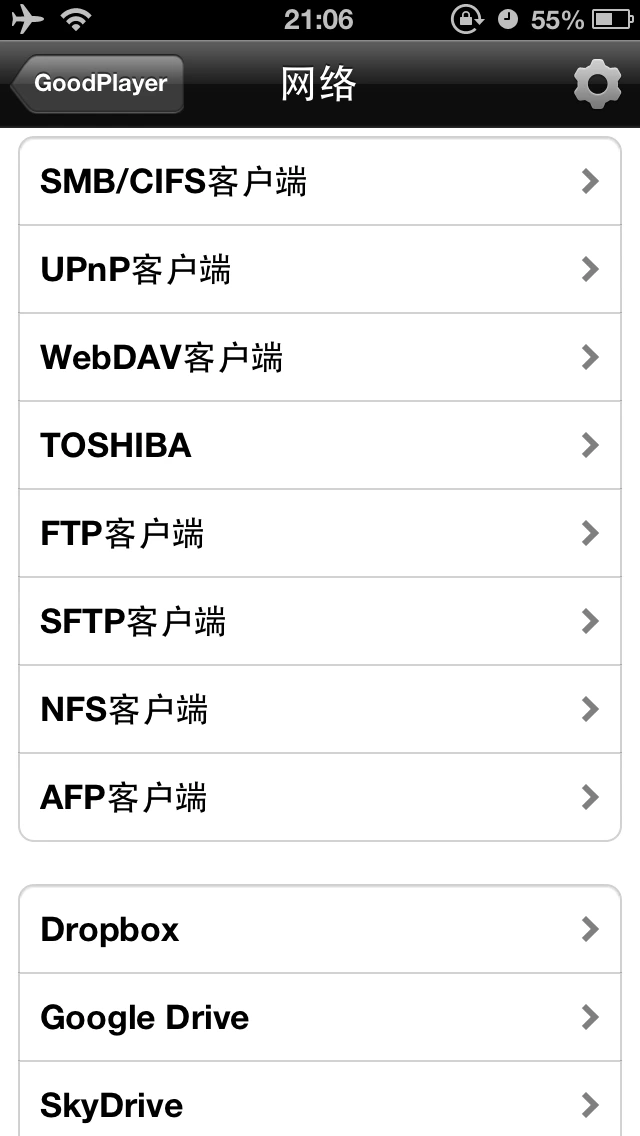 21:06
55%
GoodPlayer
网络
SMB/CIFS客户端
UPnP客户端
WebDAV客户端
TOSHIBA
FTP客户端
SFTP客户端
NFS客户端
AFP客户端
Dropbox
Google Drive
SkyDrive